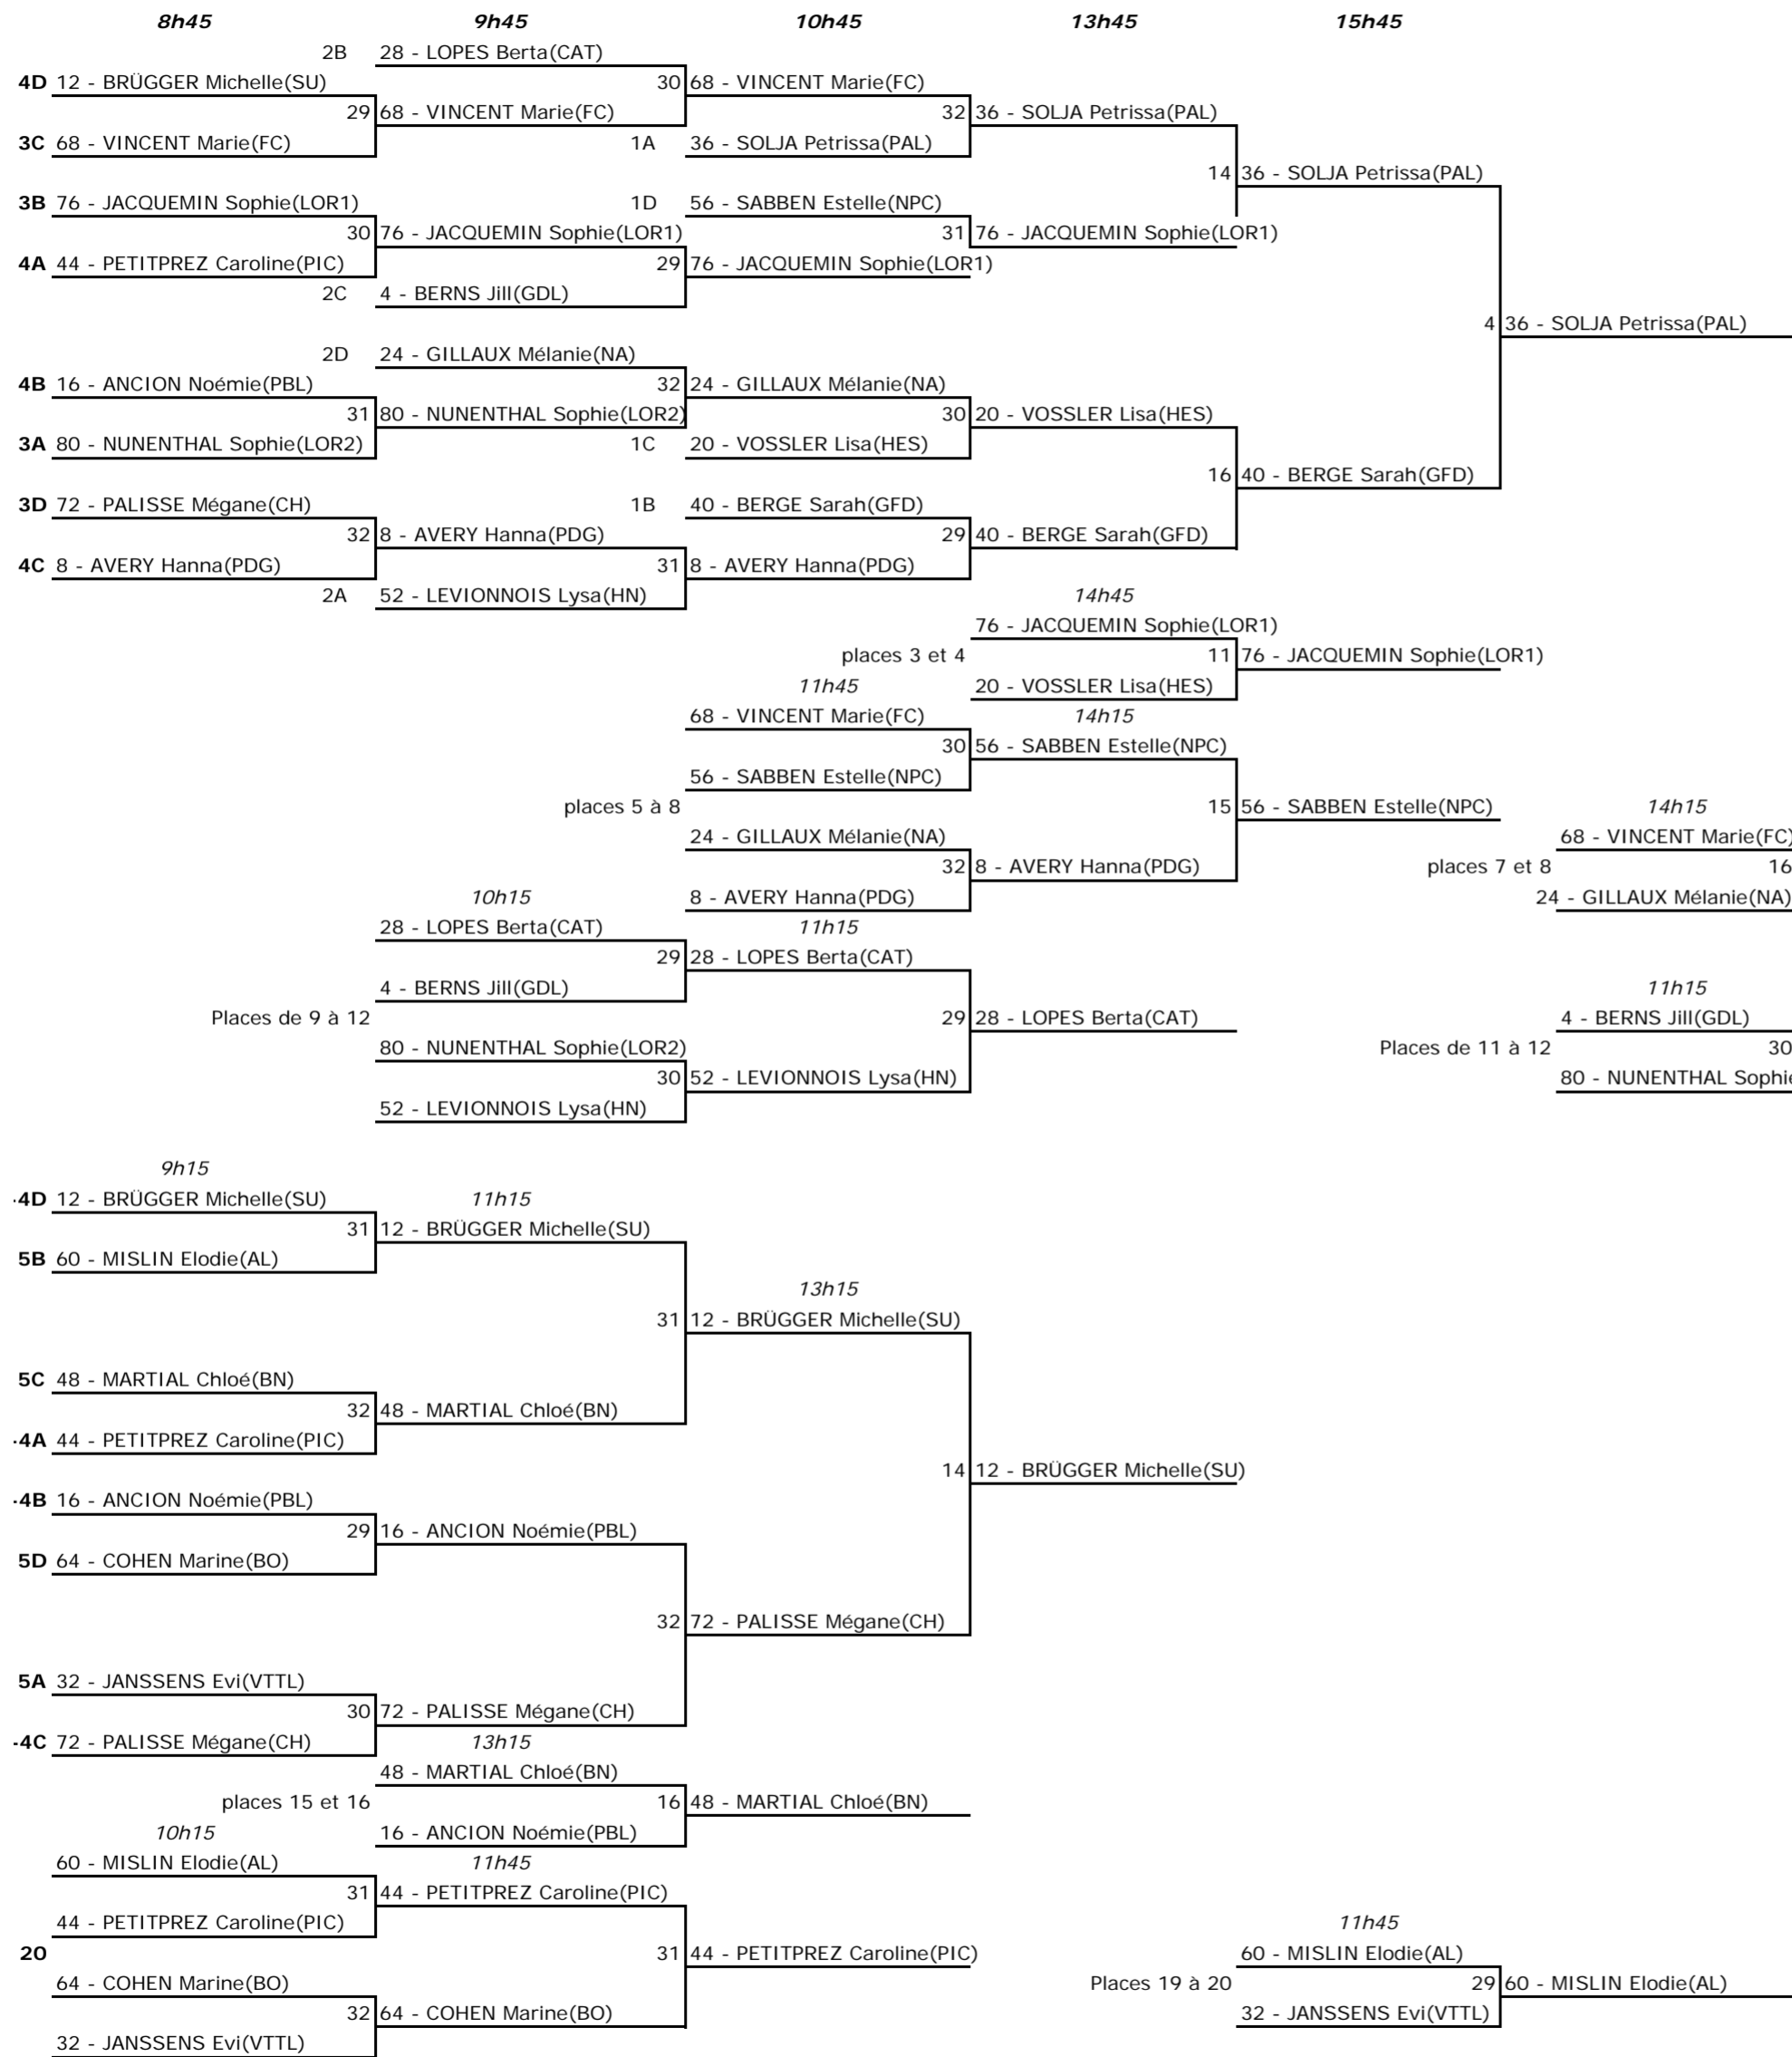 8h45 9h45 10h45 13h45 15h45
2B 28 - LOPES Berta(CAT)
4D 12 - BRÜGGER Michelle(SU) 30 68 - VINCENT Marie(FC)
29 68 - VINCENT Marie(FC) 32 36 - SOLJA Petrissa(PAL)
3C 68 - VINCENT Marie(FC) 1A 36 - SOLJA Petrissa(PAL)
14 36 - SOLJA Petrissa(PAL)
3B 76 - JACQUEMIN Sophie(LOR1) 1D 56 - SABBEN Estelle(NPC)
30 76 - JACQUEMIN Sophie(LOR1) 31 76 - JACQUEMIN Sophie(LOR1)
4A 44 - PETITPREZ Caroline(PIC) 29 76 - JACQUEMIN Sophie(LOR1)
2C 4 - BERNS Jill(GDL)
4 36 - SOLJA Petrissa(PAL)
2D 24 - GILLAUX Mélanie(NA)
4B 16 - ANCION Noémie(PBL) 32 24 - GILLAUX Mélanie(NA)
31 80 - NUNENTHAL Sophie(LOR2) 30 20 - VOSSLER Lisa(HES)
3A 80 - NUNENTHAL Sophie(LOR2) 1C 20 - VOSSLER Lisa(HES)
16 40 - BERGE Sarah(GFD)
3D 72 - PALISSE Mégane(CH) 1B 40 - BERGE Sarah(GFD)
32 8 - AVERY Hanna(PDG) 29 40 - BERGE Sarah(GFD)
4C 8 - AVERY Hanna(PDG) 31 8 - AVERY Hanna(PDG)
2A 52 - LEVIONNOIS Lysa(HN) 14h45
76 - JACQUEMIN Sophie(LOR1)
places 3 et 4 11 76 - JACQUEMIN Sophie(LOR1)
11h45 20 - VOSSLER Lisa(HES)
68 - VINCENT Marie(FC) 14h15
30 56 - SABBEN Estelle(NPC)
56 - SABBEN Estelle(NPC)
places 5 à 8 15 56 - SABBEN Estelle(NPC) 14h15
24 - GILLAUX Mélanie(NA) 68 - VINCENT Marie(FC)
32 8 - AVERY Hanna(PDG) places 7 et 8 16
10h15 8 - AVERY Hanna(PDG) 24 - GILLAUX Mélanie(NA)
28 - LOPES Berta(CAT) 11h15
29 28 - LOPES Berta(CAT)
4 - BERNS Jill(GDL) 11h15
Places de 9 à 12 29 28 - LOPES Berta(CAT) 4 - BERNS Jill(GDL)
80 - NUNENTHAL Sophie(LOR2) Places de 11 à 12 30
30 52 - LEVIONNOIS Lysa(HN) 80 - NUNENTHAL Sophie
52 - LEVIONNOIS Lysa(HN)
9h15
·4D 12 - BRÜGGER Michelle(SU) 11h15
31 12 - BRÜGGER Michelle(SU)
5B 60 - MISLIN Elodie(AL)
13h15
31 12 - BRÜGGER Michelle(SU)
5C 48 - MARTIAL Chloé(BN)
32 48 - MARTIAL Chloé(BN)
·4A 44 - PETITPREZ Caroline(PIC)
14 12 - BRÜGGER Michelle(SU)
·4B 16 - ANCION Noémie(PBL)
29 16 - ANCION Noémie(PBL)
5D 64 - COHEN Marine(BO)
32 72 - PALISSE Mégane(CH)
5A 32 - JANSSENS Evi(VTTL)
30 72 - PALISSE Mégane(CH)
·4C 72 - PALISSE Mégane(CH) 13h15
48 - MARTIAL Chloé(BN)
places 15 et 16 16 48 - MARTIAL Chloé(BN)
10h15 16 - ANCION Noémie(PBL)
60 - MISLIN Elodie(AL) 11h45
31 44 - PETITPREZ Caroline(PIC)
44 - PETITPREZ Caroline(PIC) 11h45
20 31 44 - PETITPREZ Caroline(PIC) 60 - MISLIN Elodie(AL)
64 - COHEN Marine(BO) Places 19 à 20 29 60 - MISLIN Elodie(AL)
32 64 - COHEN Marine(BO) 32 - JANSSENS Evi(VTTL)
32 - JANSSENS Evi(VTTL)